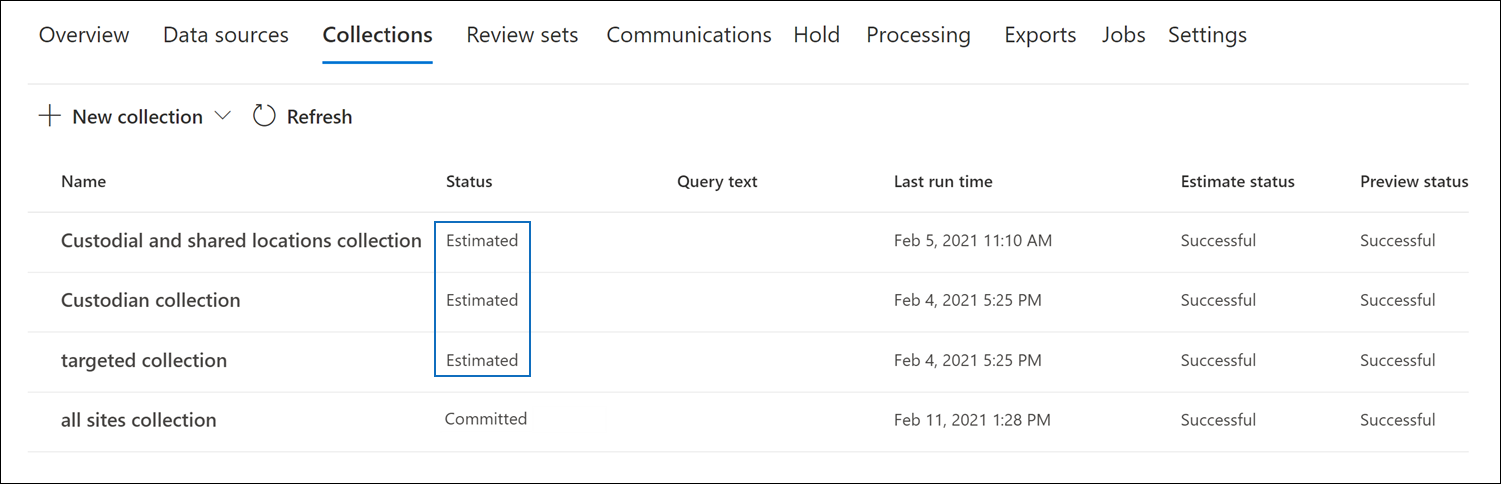 Overview Data sources Collections Review sets Communications Hold Processing Exports Jobs Settings
New collection Refresh
Name Status Query text Last run time Estimate status Preview status
Custodial and shared locations collection Estimated Feb 5, 2021 11:10 AM Successful Successful
Custodian collection Estimated Feb 4, 2021 5:25 PM Successful Successful
targeted collection Estimated Feb 4, 2021 5:25 PM Successful Successful
all sites collection Committed Feb 11, 2021 1:28 PM Successful Successful